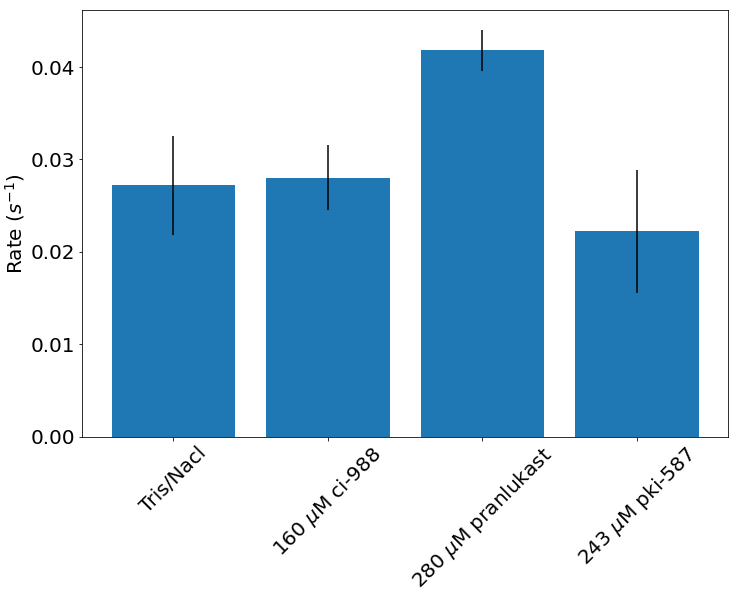 0.04
0.03
0.02
0.01
0.00
Rate (s⁻¹)
Tris/Nacl
160 μM ci-988
280 μM pranlukast
243 μM pki-587